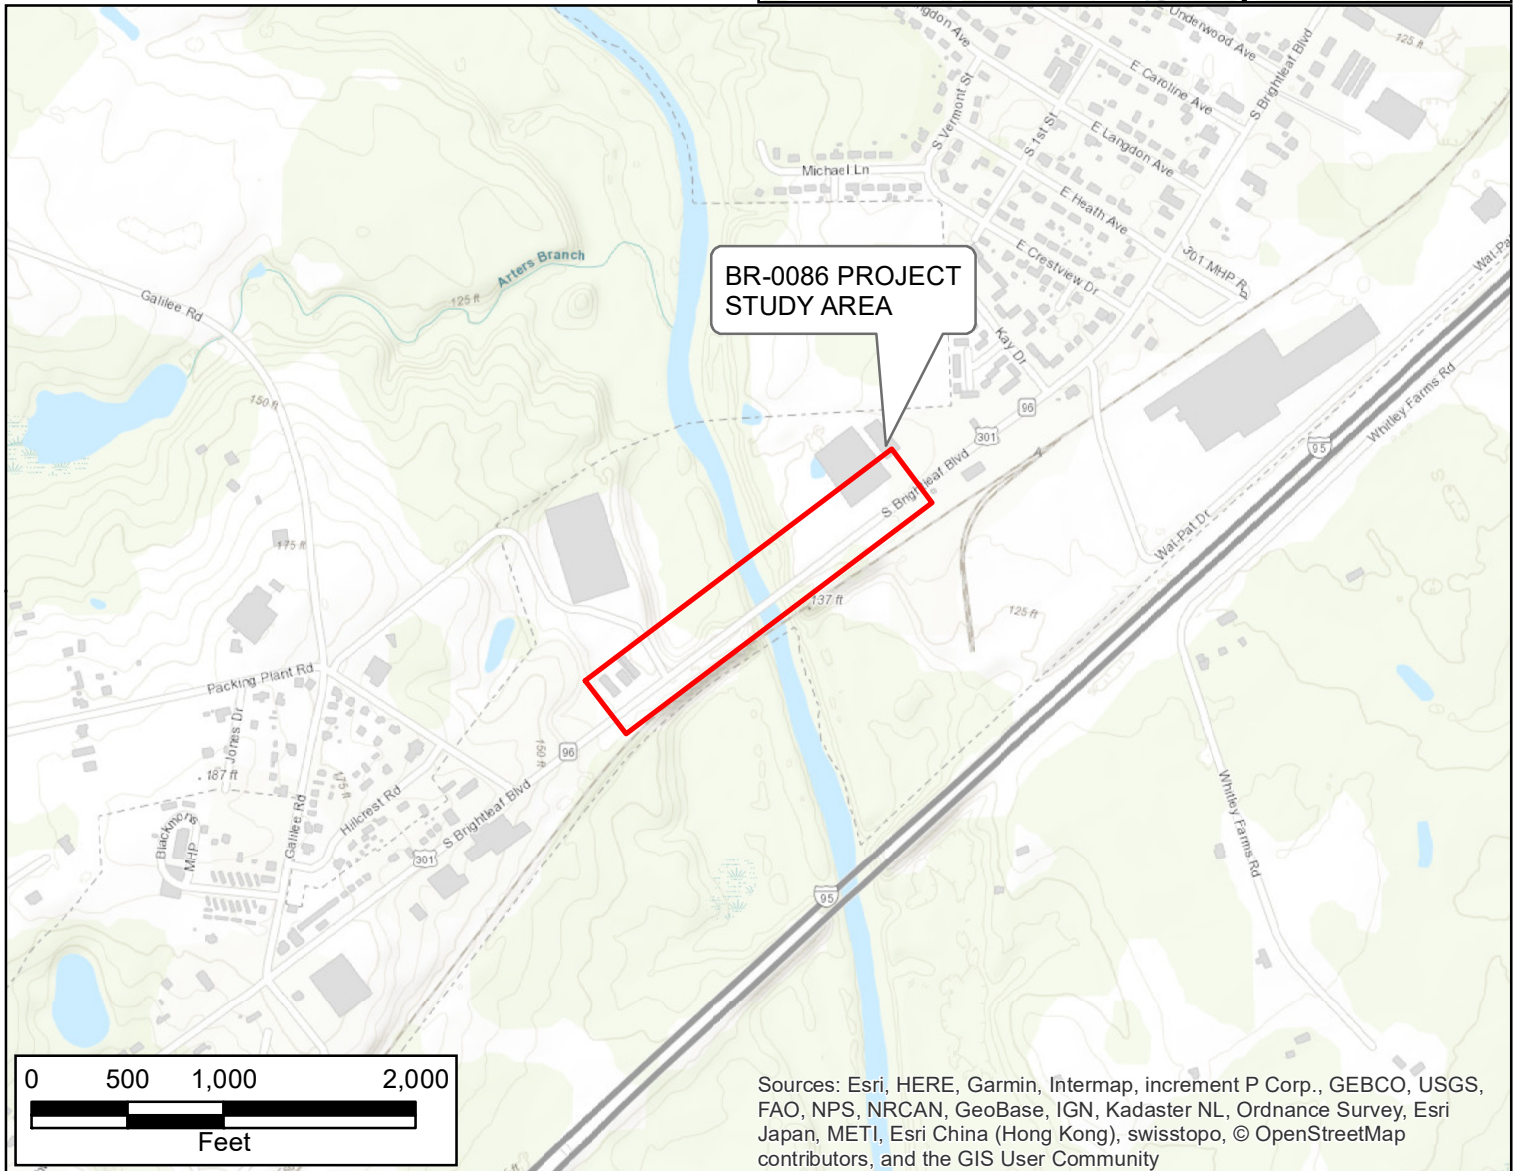 Underwood Ave
125 ft
E Caroline Ave
S Brightleaf Blvd
S Vermont St
S 1st St
E Langdon Ave
Michael Ln
E Heath Ave
Arters Branch
E Crestview Dr
301 MHP R
BR-0086 PROJECT
STUDY AREA
Galilee Rd
125 ft
Kay Dr
150 ft
96
Whitley Farms Rd
301
95
S Brightleaf Blvd
Wal-Pat Dr
175 ft
137 ft
125 ft
Packing Plant Rd
Jones Dr
150 ft
96
187 ft
175 ft
Hillcrest Rd
Whitley Farms Rd
Blackmons
MHP
Galilee Rd
S Brightleaf Blvd
301
95
0 500 1,000 2,000
Feet
Sources: Esri, HERE, Garmin, Intermap, increment P Corp., GEBCO, USGS,
FAO, NPS, NRCAN, GeoBase, IGN, Kadaster NL, Ordnance Survey, Esri
Japan, METI, Esri China (Hong Kong), swisstopo, © OpenStreetMap
contributors, and the GIS User Community